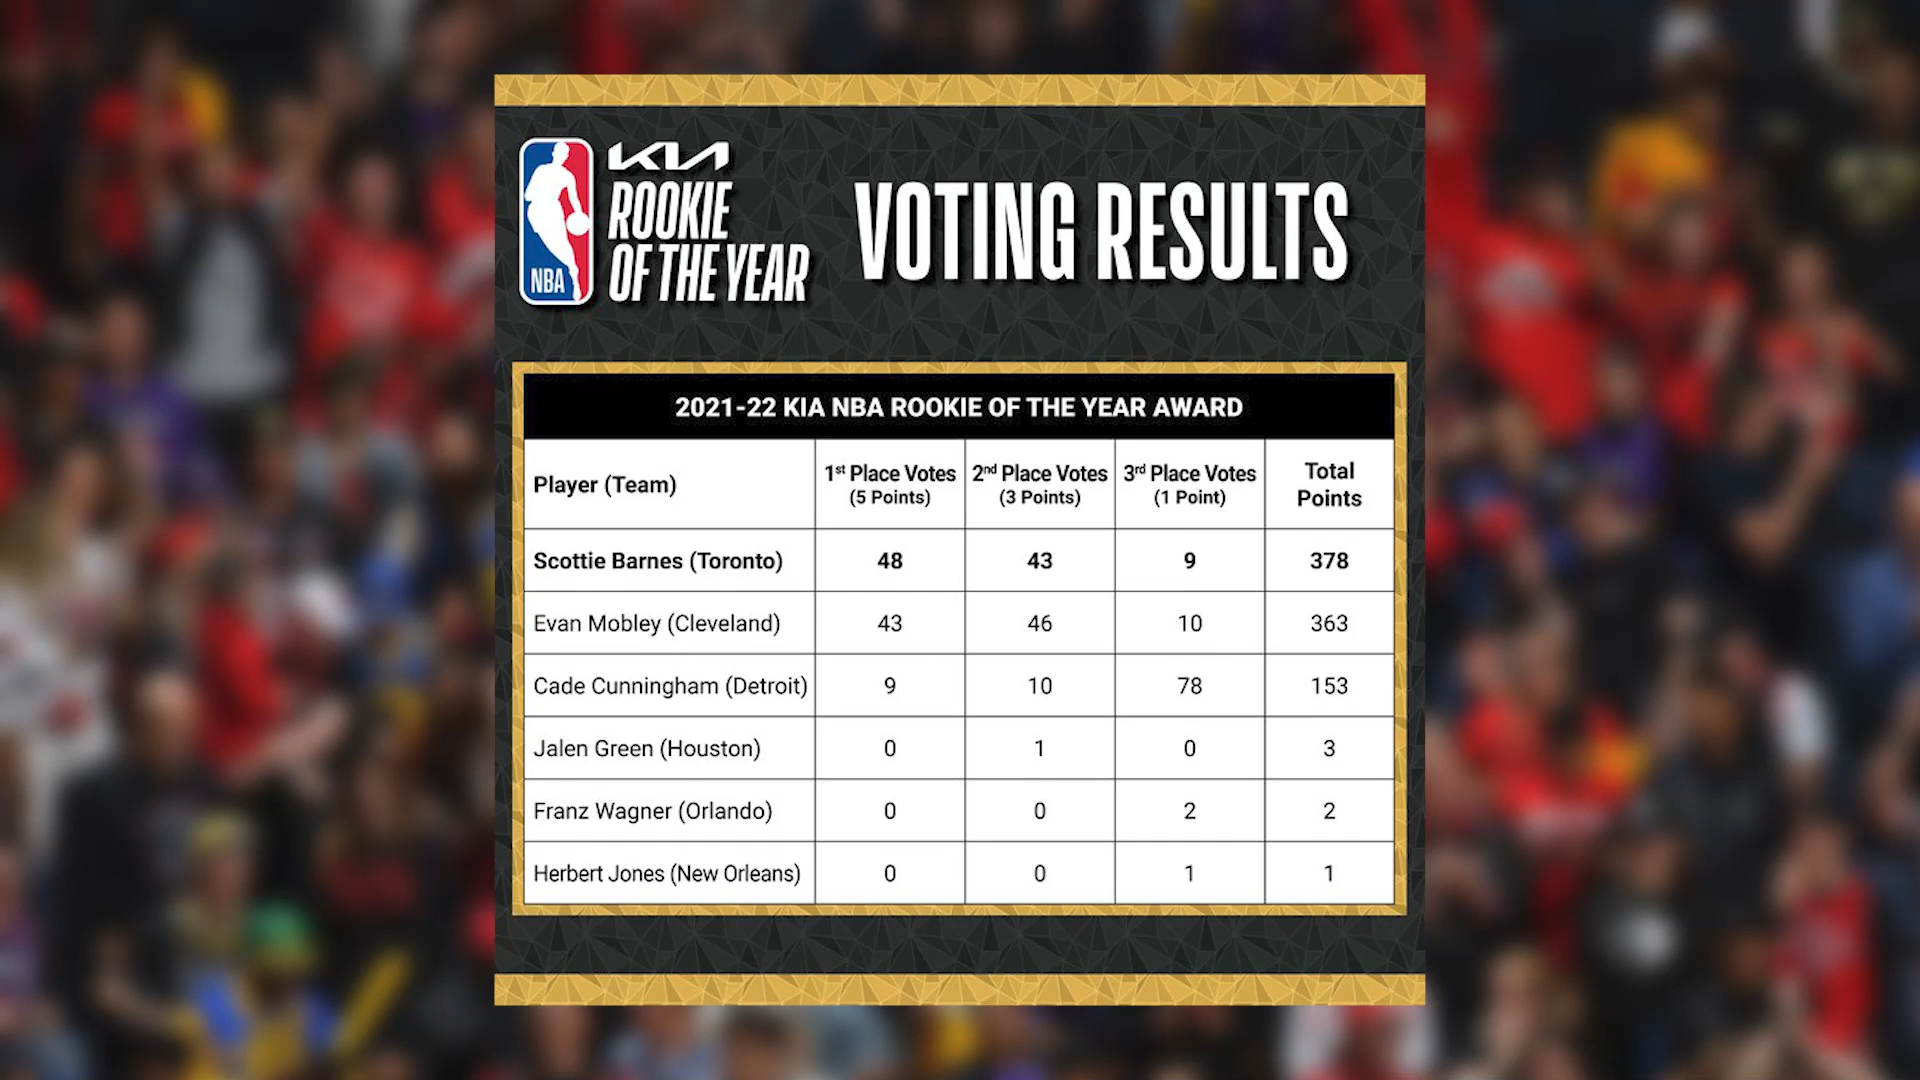 KIA
ROOKIE
OF THE YEAR
NBA
VOTING RESULTS
2021-22 KIA NBA ROOKIE OF THE YEAR AWARD
Player (Team) 1st Place Votes (5 Points) 2nd Place Votes (3 Points) 3rd Place Votes (1 Point) Total Points
Scottie Barnes (Toronto) 48 43 9 378
Evan Mobley (Cleveland) 43 46 10 363
Cade Cunningham (Detroit) 9 10 78 153
Jalen Green (Houston) 0 1 0 3
Franz Wagner (Orlando) 0 0 2 2
Herbert Jones (New Orleans) 0 0 1 1